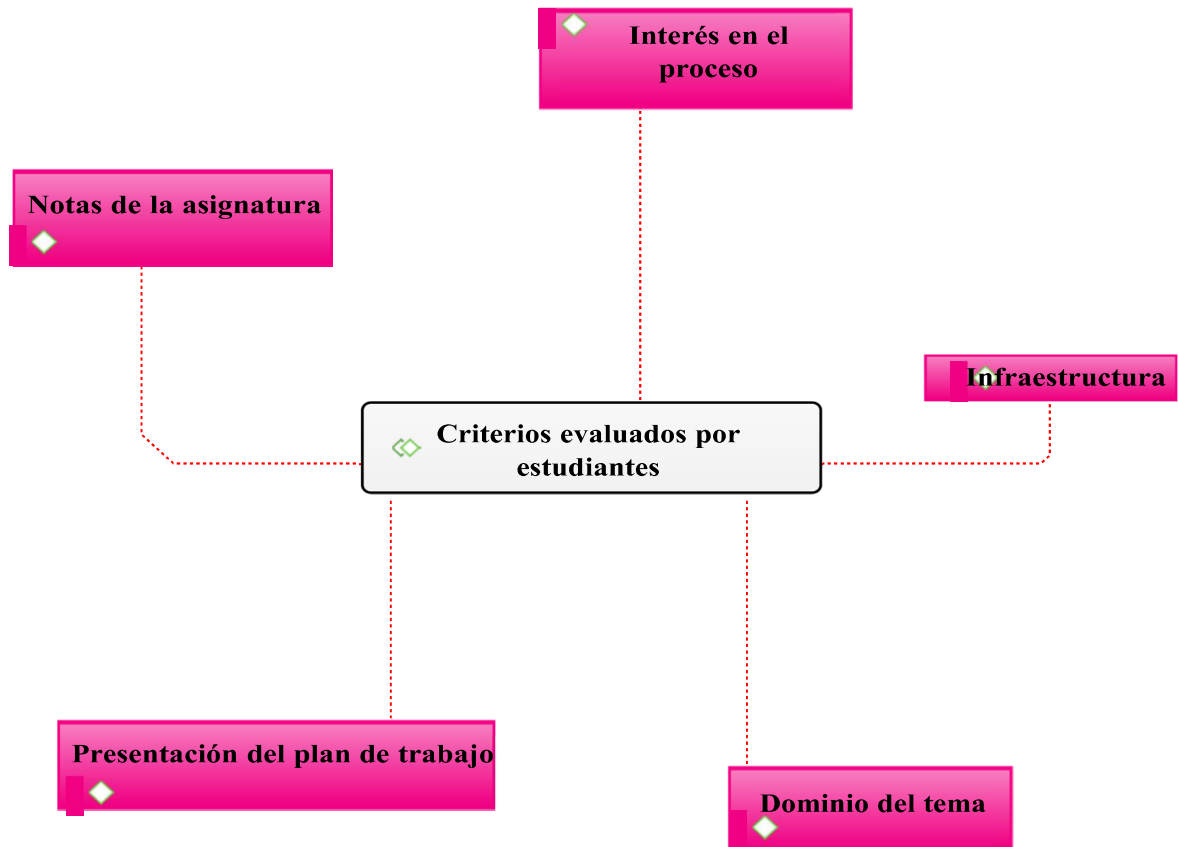 Interés en el
proceso
Notas de la asignatura
Infraestructura
Criterios evaluados por
estudiantes
Presentación del plan de trabajo
Dominio del tema